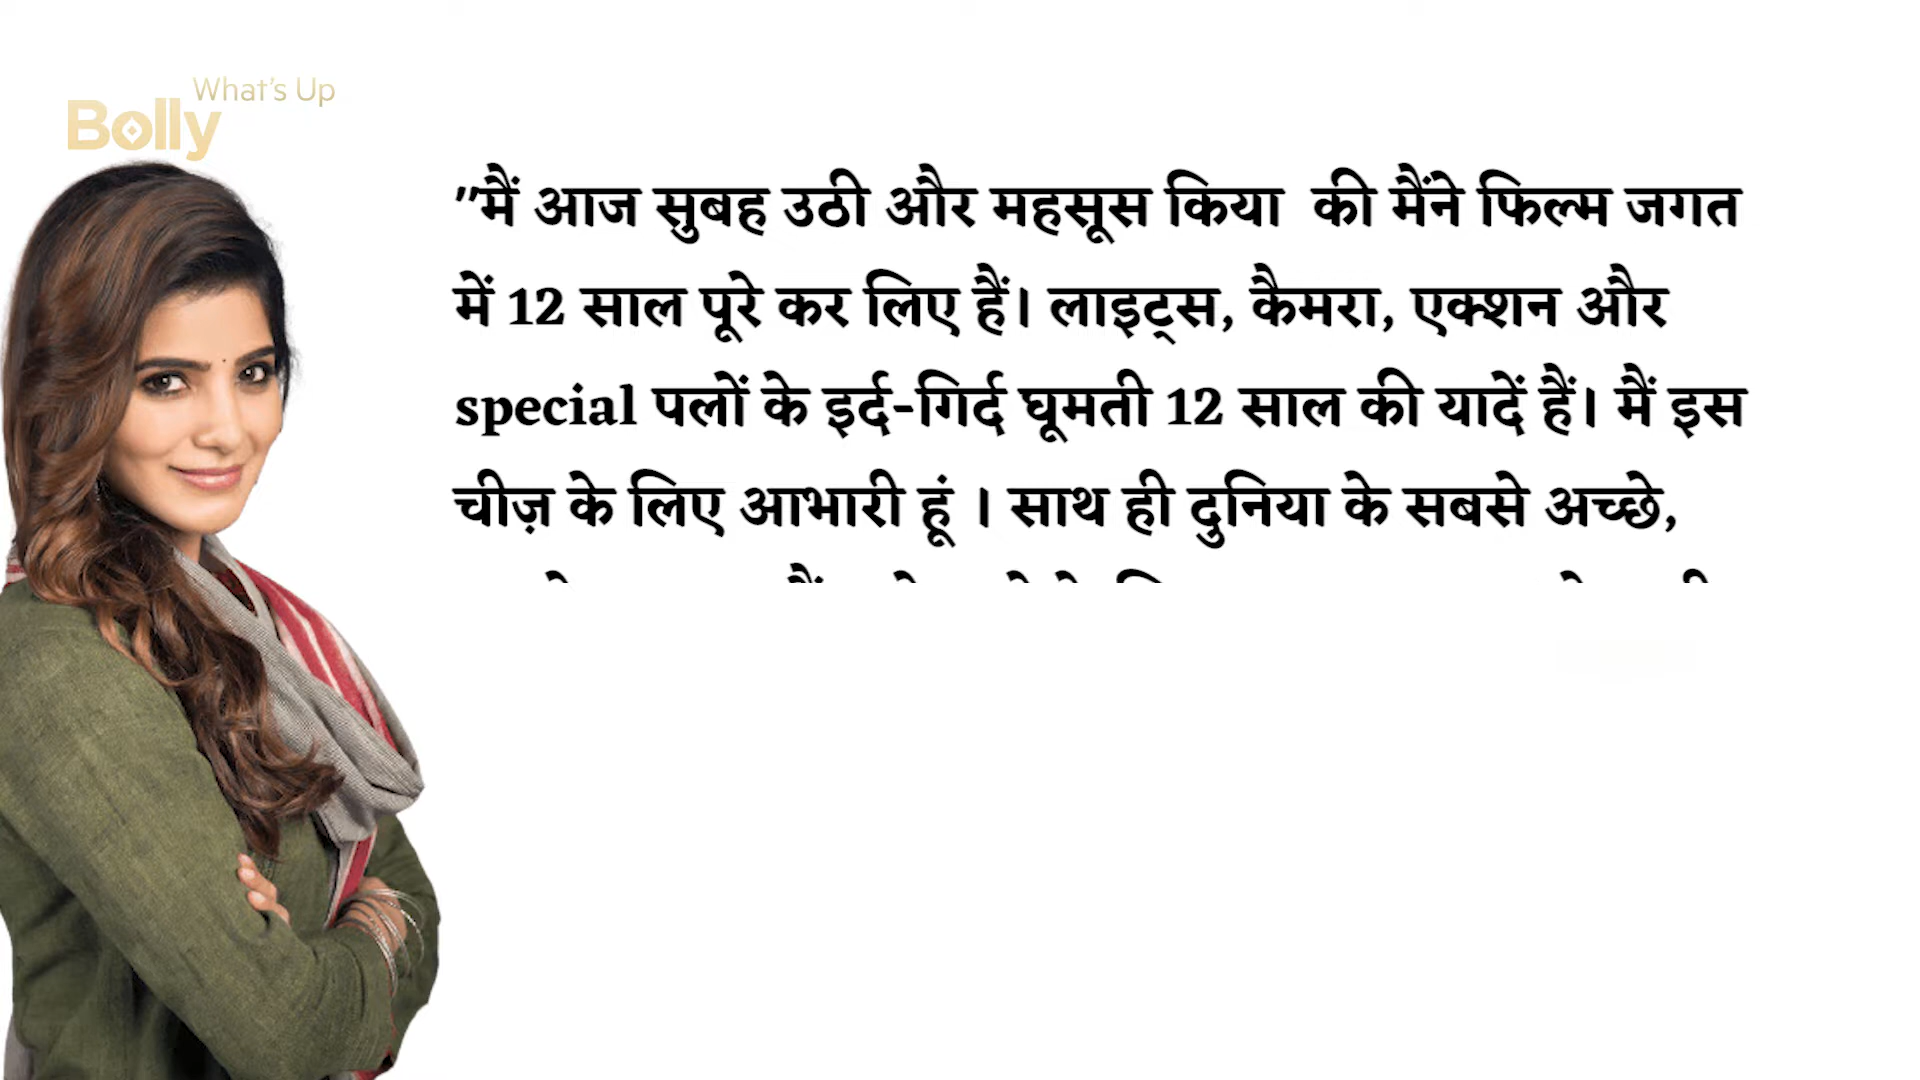 What's Up
Bolly
"मैं आज सुबह उठी और महसूस किया की मैंने फिल्म जगत
में 12 साल पूरे कर लिए हैं। लाइट्स, कैमरा, एक्शन और
special पलों के इर्द-गिर्द घूमती 12 साल की यादें हैं। मैं इस
चीज़ के लिए आभारी हूं । साथ ही दुनिया के सबसे अच्छे,